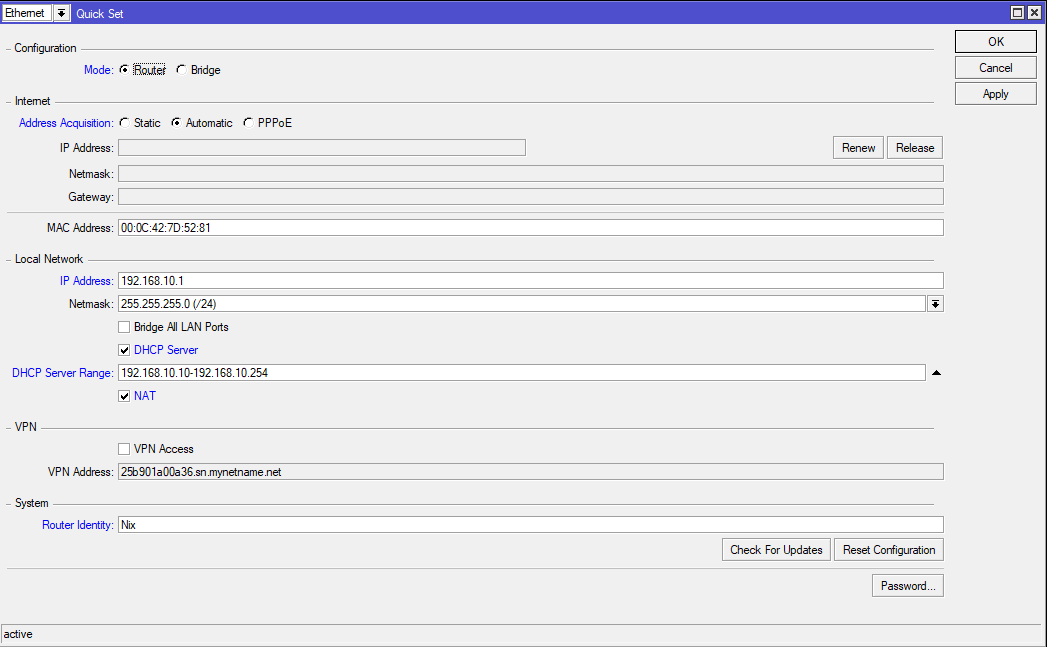 Ethernet Quick Set
Configuration
OK
Mode: Router Bridge
Cancel
Apply
Internet
Address Acquisition: Static Automatic PPPoE
IP Address: Renew Release
Netmask:
Gateway:
MAC Address: 00:0C:42:7D:52:81
Local Network
IP Address: 192.168.10.1
Netmask: 255.255.255.0 (/24)
Bridge All LAN Ports
DHCP Server
DHCP Server Range: 192.168.10.10-192.168.10.254
NAT
VPN
VPN Access
VPN Address: 25b901a00a36.sn.mynetname.net
System
Router Identity: Nix
Check For Updates Reset Configuration
Password...
active